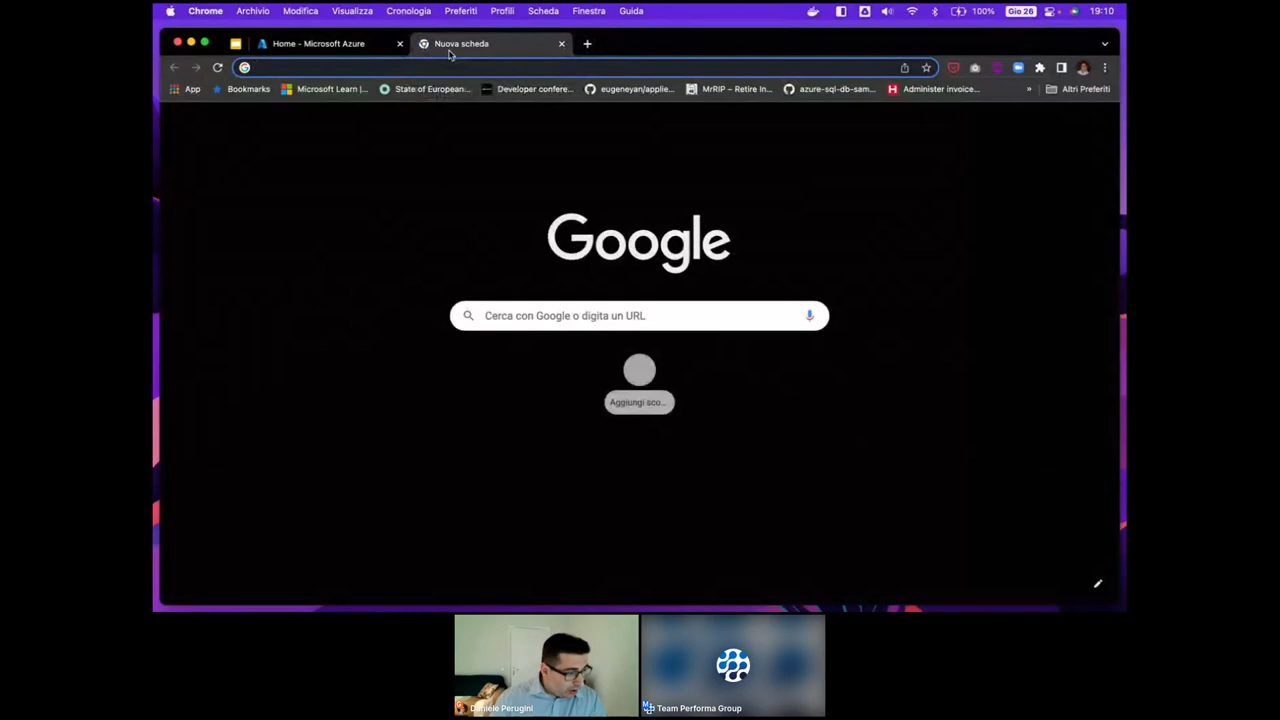 Chrome Archivio Modifica Visualizza Cronologia Preferiti Profili Scheda Finestra Guida 100% Gio 26 19:10
Home - Microsoft Azure Nuova scheda
App Bookmarks Microsoft Learn |... State of European:... Developer confere... eugeneyan/applie... MrRIP – Retire In... azure-sql-db-sam... Administer invoice... » Altri Preferiti
Google
Cerca con Google o digita un URL
Aggiungi sco...
Daniele Perugini
Team Performa Group